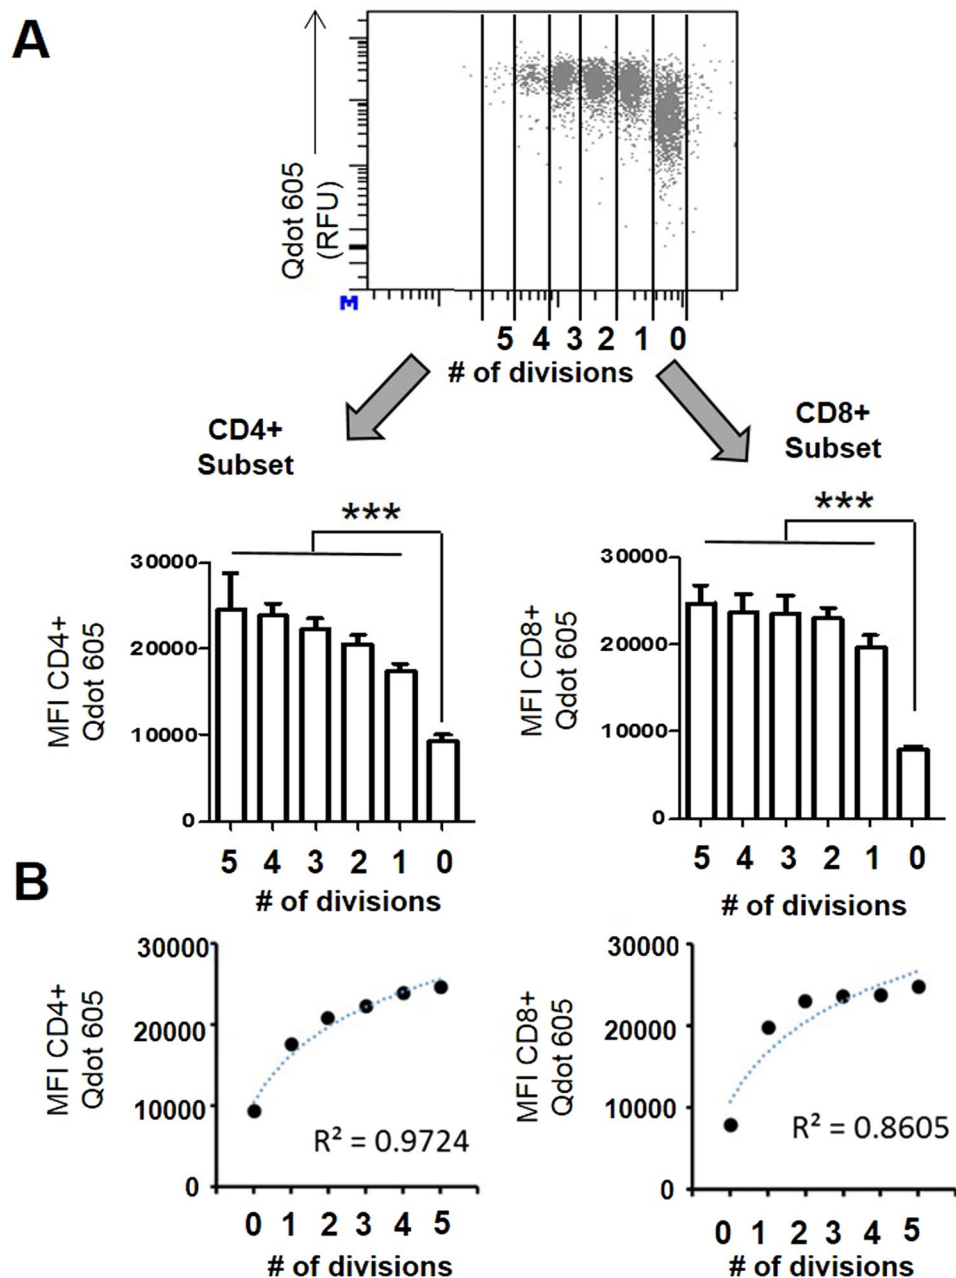 A
Qdot 605
(RFU)
M
5 4 3 2 1 0
# of divisions
CD4+
Subset
CD8+
Subset
***
30000
20000
10000
0
MFI CD4+
Qdot 605
5 4 3 2 1 0
# of divisions
***
30000
20000
10000
0
MFI CD8+
Qdot 605
5 4 3 2 1 0
# of divisions
B
30000
20000
10000
0
MFI CD4+
Qdot 605
R² = 0.9724
0 1 2 3 4 5
# of divisions
30000
20000
10000
0
MFI CD8+
Qdot 605
R² = 0.8605
0 1 2 3 4 5
# of divisions